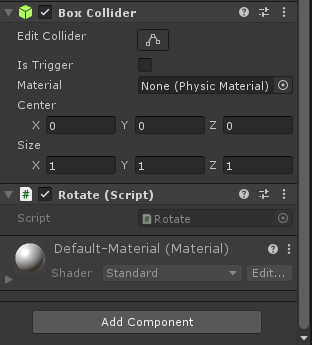 Box Collider
Edit Collider
Is Trigger
Material None (Physic Material)
Center
X 0 Y 0 Z 0
Size
X 1 Y 1 Z 1
# Rotate (Script)
Script # Rotate
Default-Material (Material)
Shader Standard Edit...
Add Component